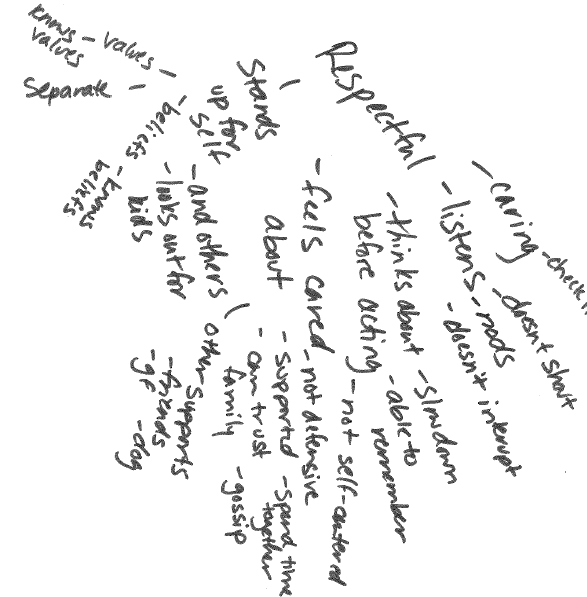 Respectful
- caring - check i
- doesn't shout
- listens - nods
- doesn't interrupt
- thinks about
before acting
- slow down
- able to
remember
- not self-centered
- feels cared
about
- not defensive
- supported
- can trust
family
- spend time
together
- gossip
- Stands
up for
self
- and others
- looks out for
kids
- other supports
- friends
- gf
- dog
- beliefs
- knows
beliefs
- values -
knows
values
- Separate